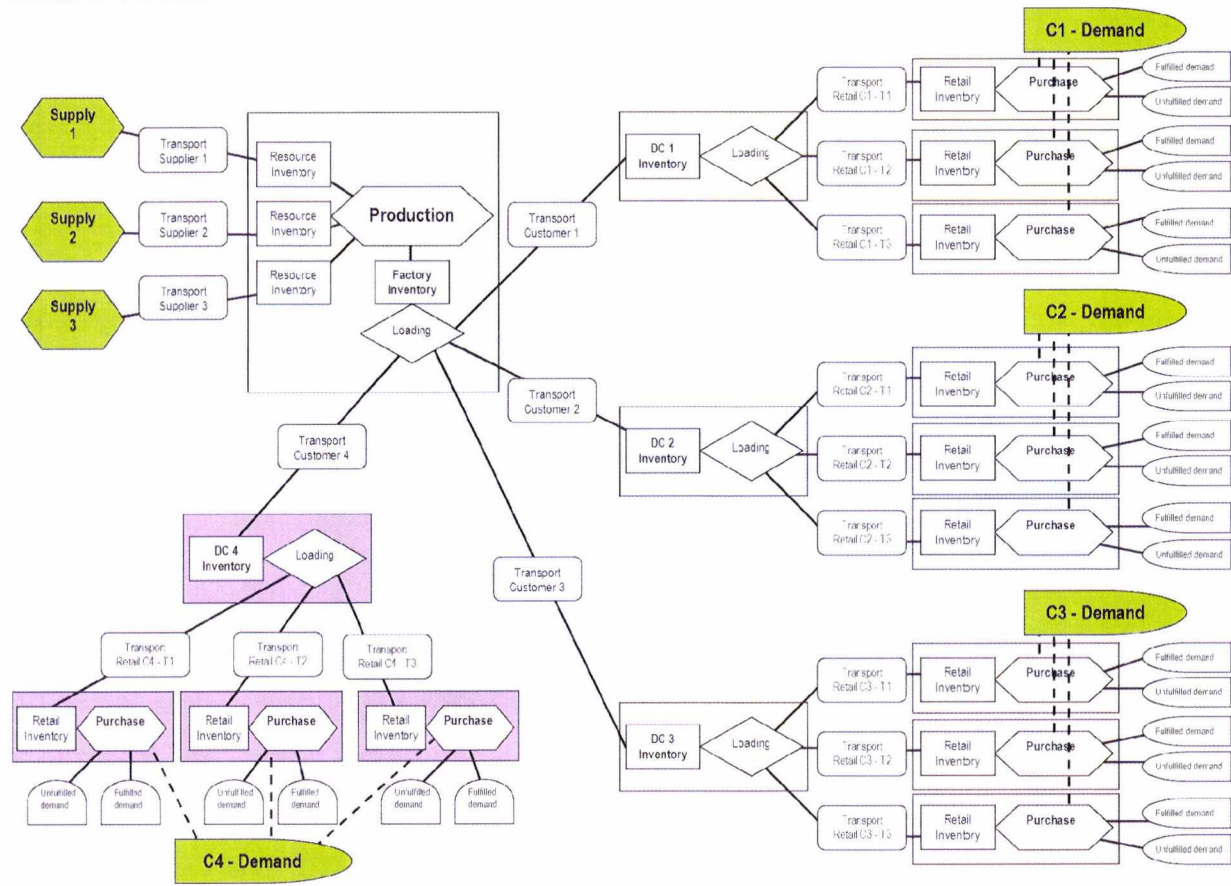 Supply
1
Transport
Supplier 1
Resource
Inventory
Supply
2
Transport
Supplier 2
Resource
Inventory
Supply
3
Transport
Supplier 3
Resource
Inventory
Production
Factory
Inventory
Loading
Transport
Customer 1
Transport
Customer 2
Transport
Customer 3
Transport
Customer 4
C1 - Demand
DC 1
Inventory
Loading
Transport
Retail C1 - T1
Retail
Inventory
Purchase
Fulfilled demand
Unfulfilled demand
Transport
Retail C1 - T2
Retail
Inventory
Purchase
Fulfilled demand
Unfulfilled demand
Transport
Retail C1 - T3
Retail
Inventory
Purchase
Fulfilled demand
Unfulfilled demand
C2 - Demand
DC 2
Inventory
Loading
Transport
Retail C2 - T1
Retail
Inventory
Purchase
Fulfilled demand
Unfulfilled demand
Transport
Retail C2 - T2
Retail
Inventory
Purchase
Fulfilled demand
Unfulfilled demand
Transport
Retail C2 - T3
Retail
Inventory
Purchase
Fulfilled demand
Unfulfilled demand
C3 - Demand
DC 3
Inventory
Loading
Transport
Retail C3 - T1
Retail
Inventory
Purchase
Fulfilled demand
Unfulfilled demand
Transport
Retail C3 - T2
Retail
Inventory
Purchase
Fulfilled demand
Unfulfilled demand
Transport
Retail C3 - T3
Retail
Inventory
Purchase
Fulfilled demand
Unfulfilled demand
DC 4
Inventory
Loading
Transport
Retail C4 - T1
Transport
Retail C4 - T2
Transport
Retail C4 - T3
Retail
Inventory
Purchase
Retail
Inventory
Purchase
Retail
Inventory
Purchase
Unfulfilled
demand
Fulfilled
demand
Unfulfilled
demand
Fulfilled
demand
Unfulfilled
demand
Fulfilled
demand
C4 - Demand